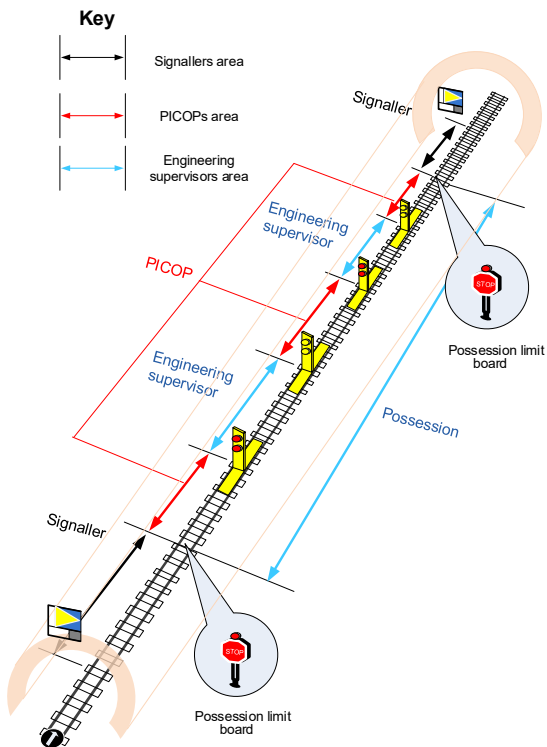 Key
Signallers area
PICOPs area
Engineering
supervisors area
Signaller
Engineering
supervisor
PICOP
STOP
Possession limit
board
Engineering
supervisor
Possession
Signaller
STOP
Possession limit
board